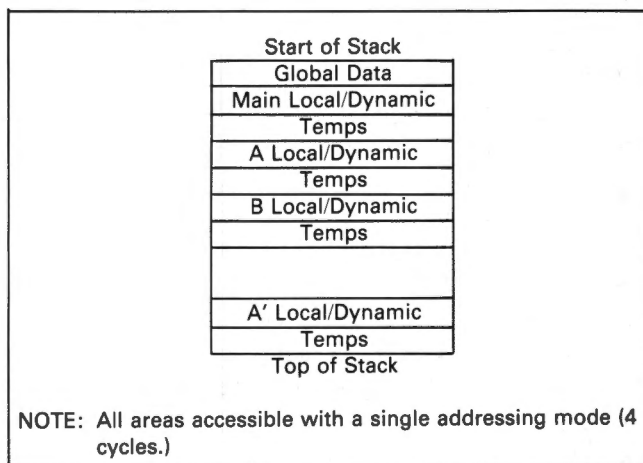 Start of Stack
Global Data
Main Local/Dynamic
Temps
A Local/Dynamic
Temps
B Local/Dynamic
Temps
A′ Local/Dynamic
Temps
Top of Stack
NOTE: All areas accessible with a single addressing mode (4
cycles.)